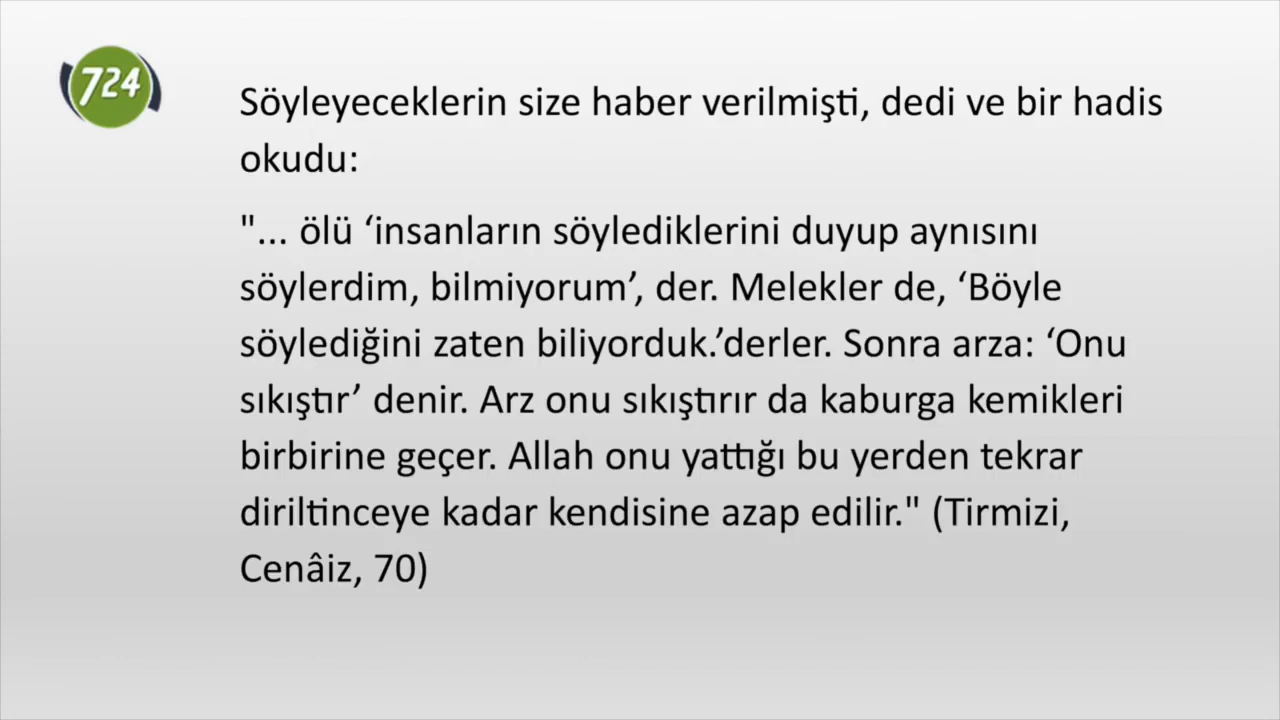 724
Söyleyeceklerin size haber verilmişti, dedi ve bir hadis
okudu:
"... ölü ‘insanların söylediklerini duyup aynısını
söylerdim, bilmiyorum’, der. Melekler de, ‘Böyle
söylediğini zaten biliyorduk.’derler. Sonra arza: ‘Onu
sıkıştır’ denir. Arz onu sıkıştırır da kaburga kemikleri
birbirine geçer. Allah onu yattığı bu yerden tekrar
diriltinceye kadar kendisine azap edilir." (Tirmizi,
Cenâiz, 70)